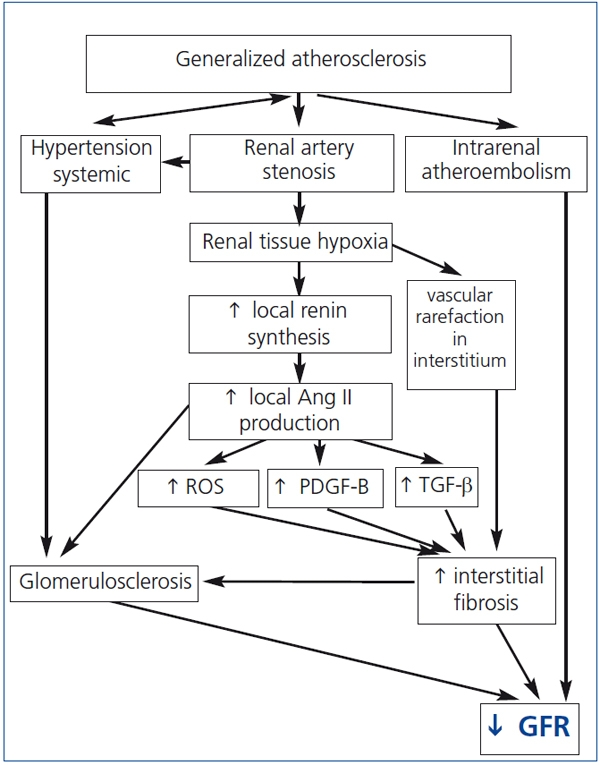 Generalized atherosclerosis
Hypertension
systemic
Renal artery
stenosis
Intrarenal
atheroembolism
Renal tissue hypoxia
↑ local renin
synthesis
vascular
rarefaction
in
interstitium
↑ local Ang II
production
↑ ROS
↑ PDGF-B
↑ TGF-β
Glomerulosclerosis
↑ interstitial
fibrosis
↓ GFR